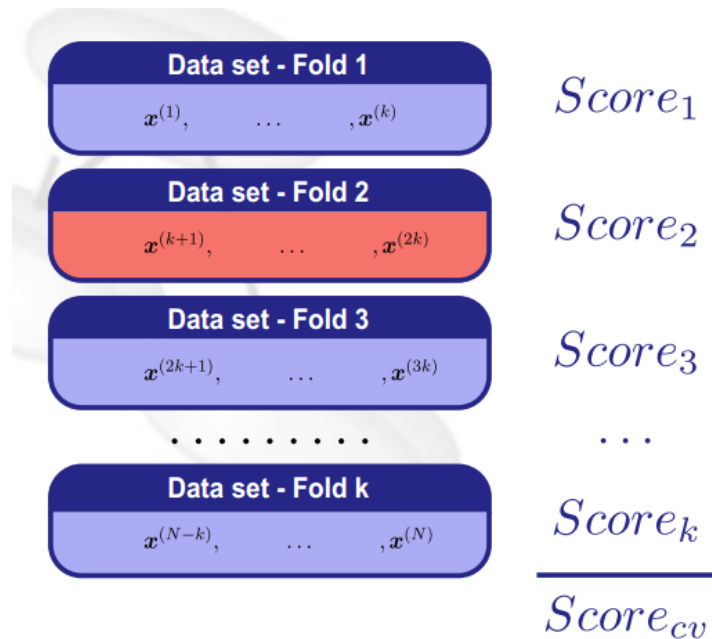 Data set - Fold 1
x^(1), ... , x^(k)
Score_1
Data set - Fold 2
x^(k+1), ... , x^(2k)
Score_2
Data set - Fold 3
x^(2k+1), ... , x^(3k)
Score_3
. . . . . . . . .
...
Data set - Fold k
x^(N-k), ... , x^(N)
Score_k
Score_cv